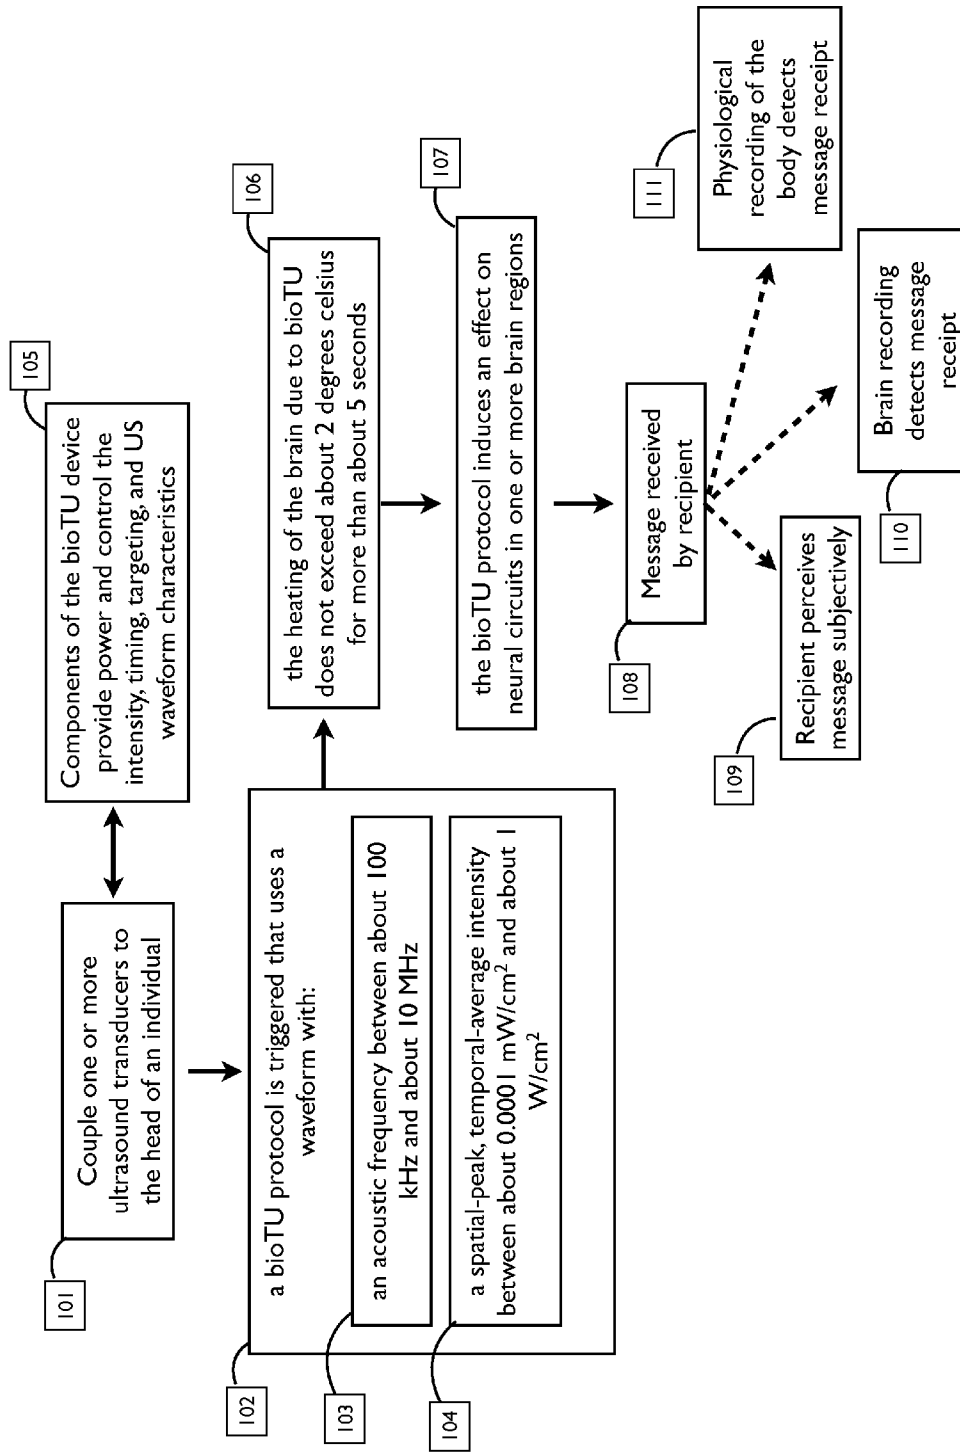 101
Couple one or more
ultrasound transducers to
the head of an individual
105
Components of the bioTU device
provide power and control the
intensity, timing, targeting, and US
waveform characteristics
102
a bioTU protocol is triggered that uses a
waveform with:
103
an acoustic frequency between about 100
kHz and about 10 MHz
104
a spatial-peak, temporal-average intensity
between about 0.0001 mW/cm² and about 1
W/cm²
106
the heating of the brain due to bioTU
does not exceed about 2 degrees celsius
for more than about 5 seconds
107
the bioTU protocol induces an effect on
neural circuits in one or more brain regions
108
Message received
by recipient
109
Recipient perceives
message subjectively
110
Brain recording
detects message
receipt
111
Physiological
recording of the
body detects
message receipt